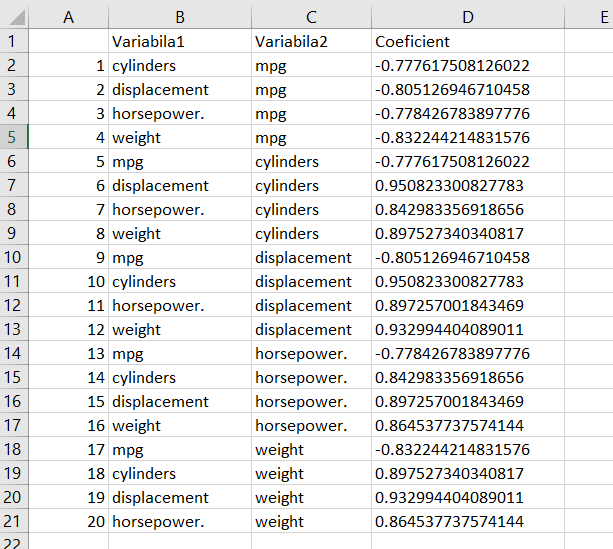 A B C D E
1 Variabila1 Variabila2 Coeficient
2 1 cylinders mpg -0.777617508126022
3 2 displacement mpg -0.805126946710458
4 3 horsepower. mpg -0.778426783897776
5 4 weight mpg -0.832244214831576
6 5 mpg cylinders -0.777617508126022
7 6 displacement cylinders 0.950823300827783
8 7 horsepower. cylinders 0.842983356918656
9 8 weight cylinders 0.897527340340817
10 9 mpg displacement -0.805126946710458
11 10 cylinders displacement 0.950823300827783
12 11 horsepower. displacement 0.897257001843469
13 12 weight displacement 0.932994404089011
14 13 mpg horsepower. -0.778426783897776
15 14 cylinders horsepower. 0.842983356918656
16 15 displacement horsepower. 0.897257001843469
17 16 weight horsepower. 0.864537737574144
18 17 mpg weight -0.832244214831576
19 18 cylinders weight 0.897527340340817
20 19 displacement weight 0.932994404089011
21 20 horsepower. weight 0.864537737574144
22